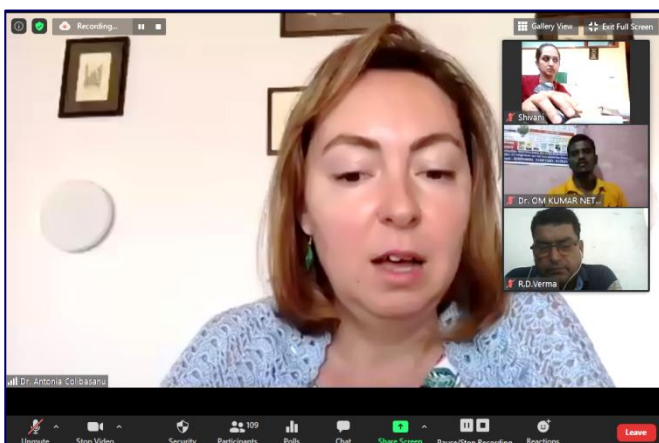 Recording...
Gallery View
Exit Full Screen
Shivani
Dr. OM KUMAR NET...
R.D.Verma
Dr. Antonia Colibasanu
109
Unmute
Stop Video
Security
Participants
Polls
Chat
Share Screen
Pause/Stop Recording
Reactions
Leave